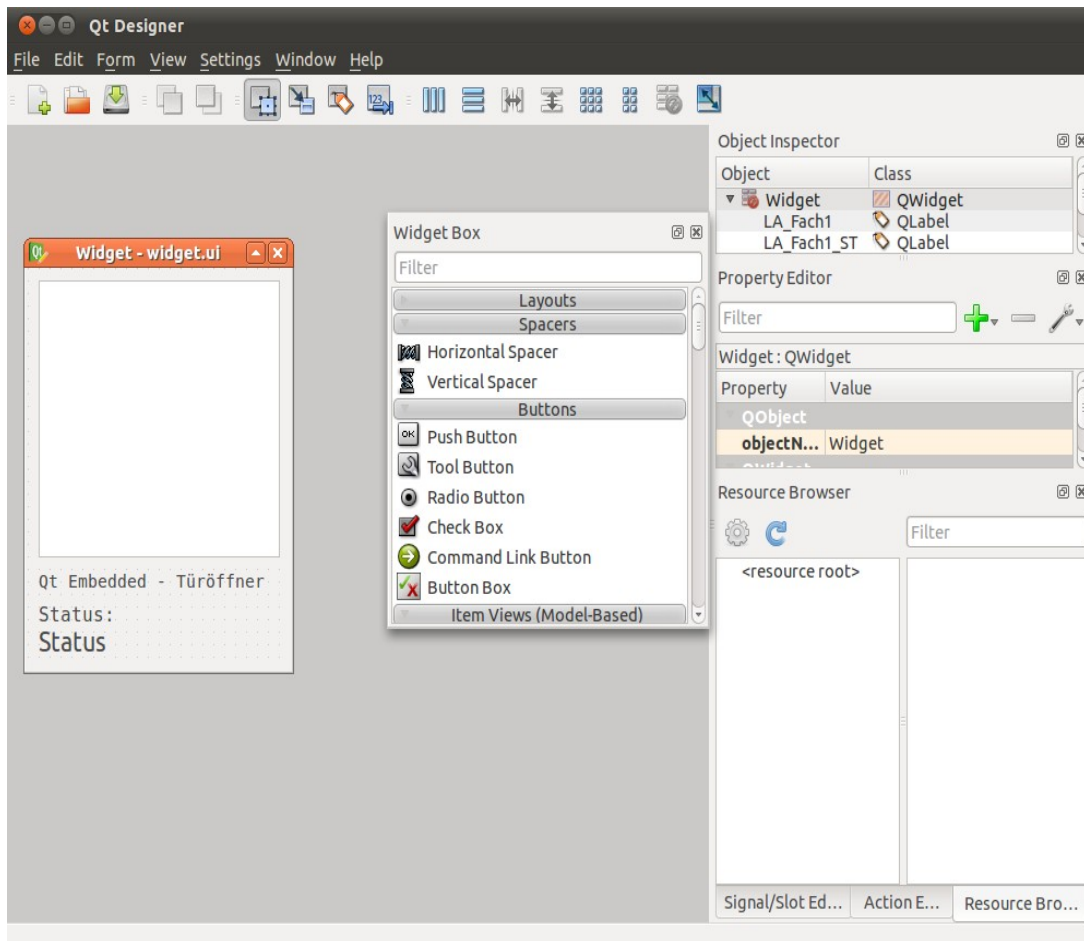 Qt Designer
File Edit Form View Settings Window Help
123
Widget - widget.ui
Qt Embedded - Türöffner
Status:
Status
Widget Box
Filter
Layouts
Spacers
Horizontal Spacer
Vertical Spacer
Buttons
OK Push Button
Tool Button
Radio Button
Check Box
Command Link Button
Button Box
Item Views (Model-Based)
Object Inspector
Object Class
Widget QWidget
LA_Fach1 QLabel
LA_Fach1_ST QLabel
Property Editor
Filter
Widget : QWidget
Property Value
QObject
objectN... Widget
Resource Browser
Filter
<resource root>
Signal/Slot Ed... Action E... Resource Bro...